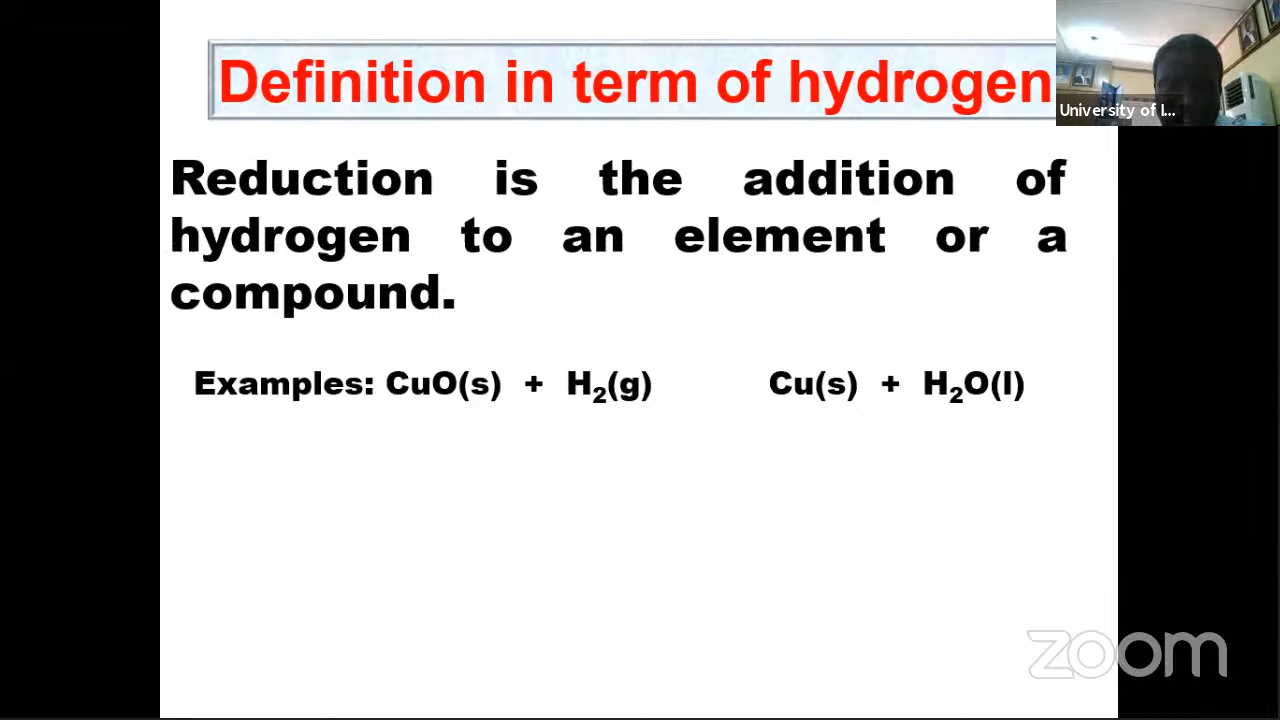 Definition in term of hydrogen
University of I...
Reduction is the addition of
hydrogen to an element or a
compound.
Examples: CuO(s) + H₂(g) Cu(s) + H₂O(l)
zoom